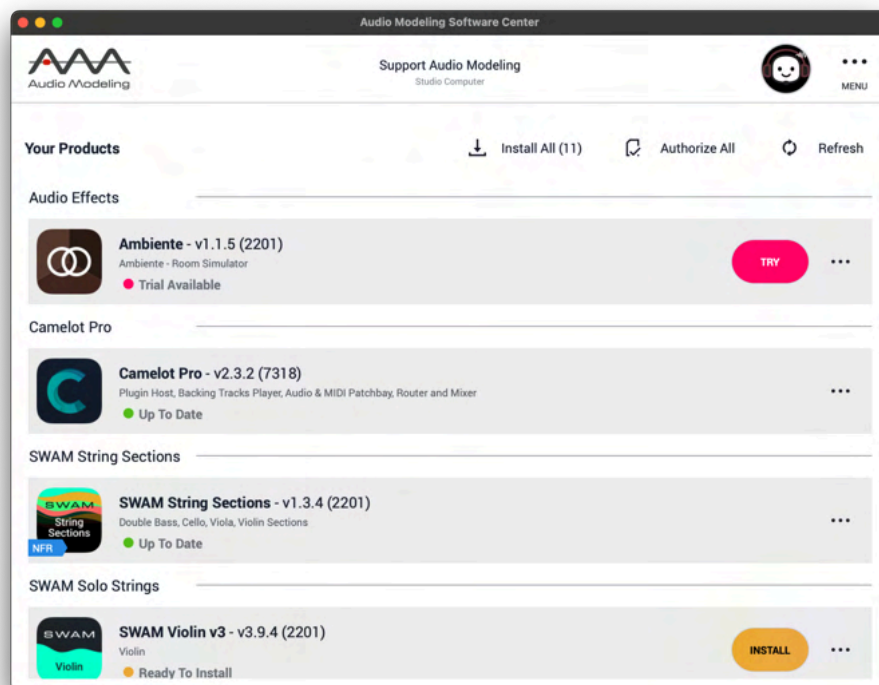 Audio Modeling Software Center
Audio Modeling
Support Audio Modeling
Studio Computer
MENU
Your Products
Install All (11)
Authorize All
Refresh
Audio Effects
Ambiente - v1.1.5 (2201)
Ambiente - Room Simulator
Trial Available
TRY
Camelot Pro
Camelot Pro - v2.3.2 (7318)
Plugin Host, Backing Tracks Player, Audio & MIDI Patchbay, Router and Mixer
Up To Date
SWAM String Sections
SWAM
String
Sections
NFR
SWAM String Sections - v1.3.4 (2201)
Double Bass, Cello, Viola, Violin Sections
Up To Date
SWAM Solo Strings
SWAM
Violin
SWAM Violin v3 - v3.9.4 (2201)
Violin
Ready To Install
INSTALL